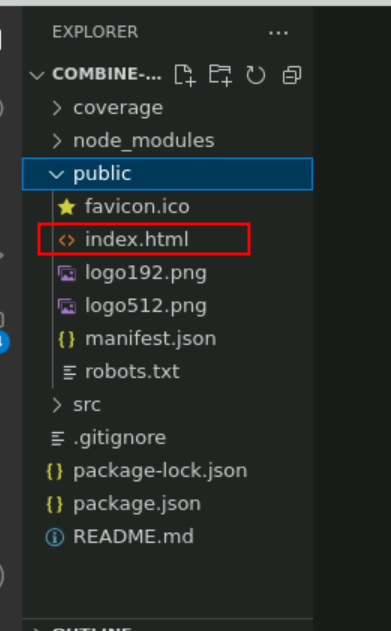 EXPLORER
COMBINE-...
coverage
node_modules
public
favicon.ico
index.html
logo192.png
logo512.png
manifest.json
robots.txt
src
.gitignore
package-lock.json
package.json
README.md
OUTLINE